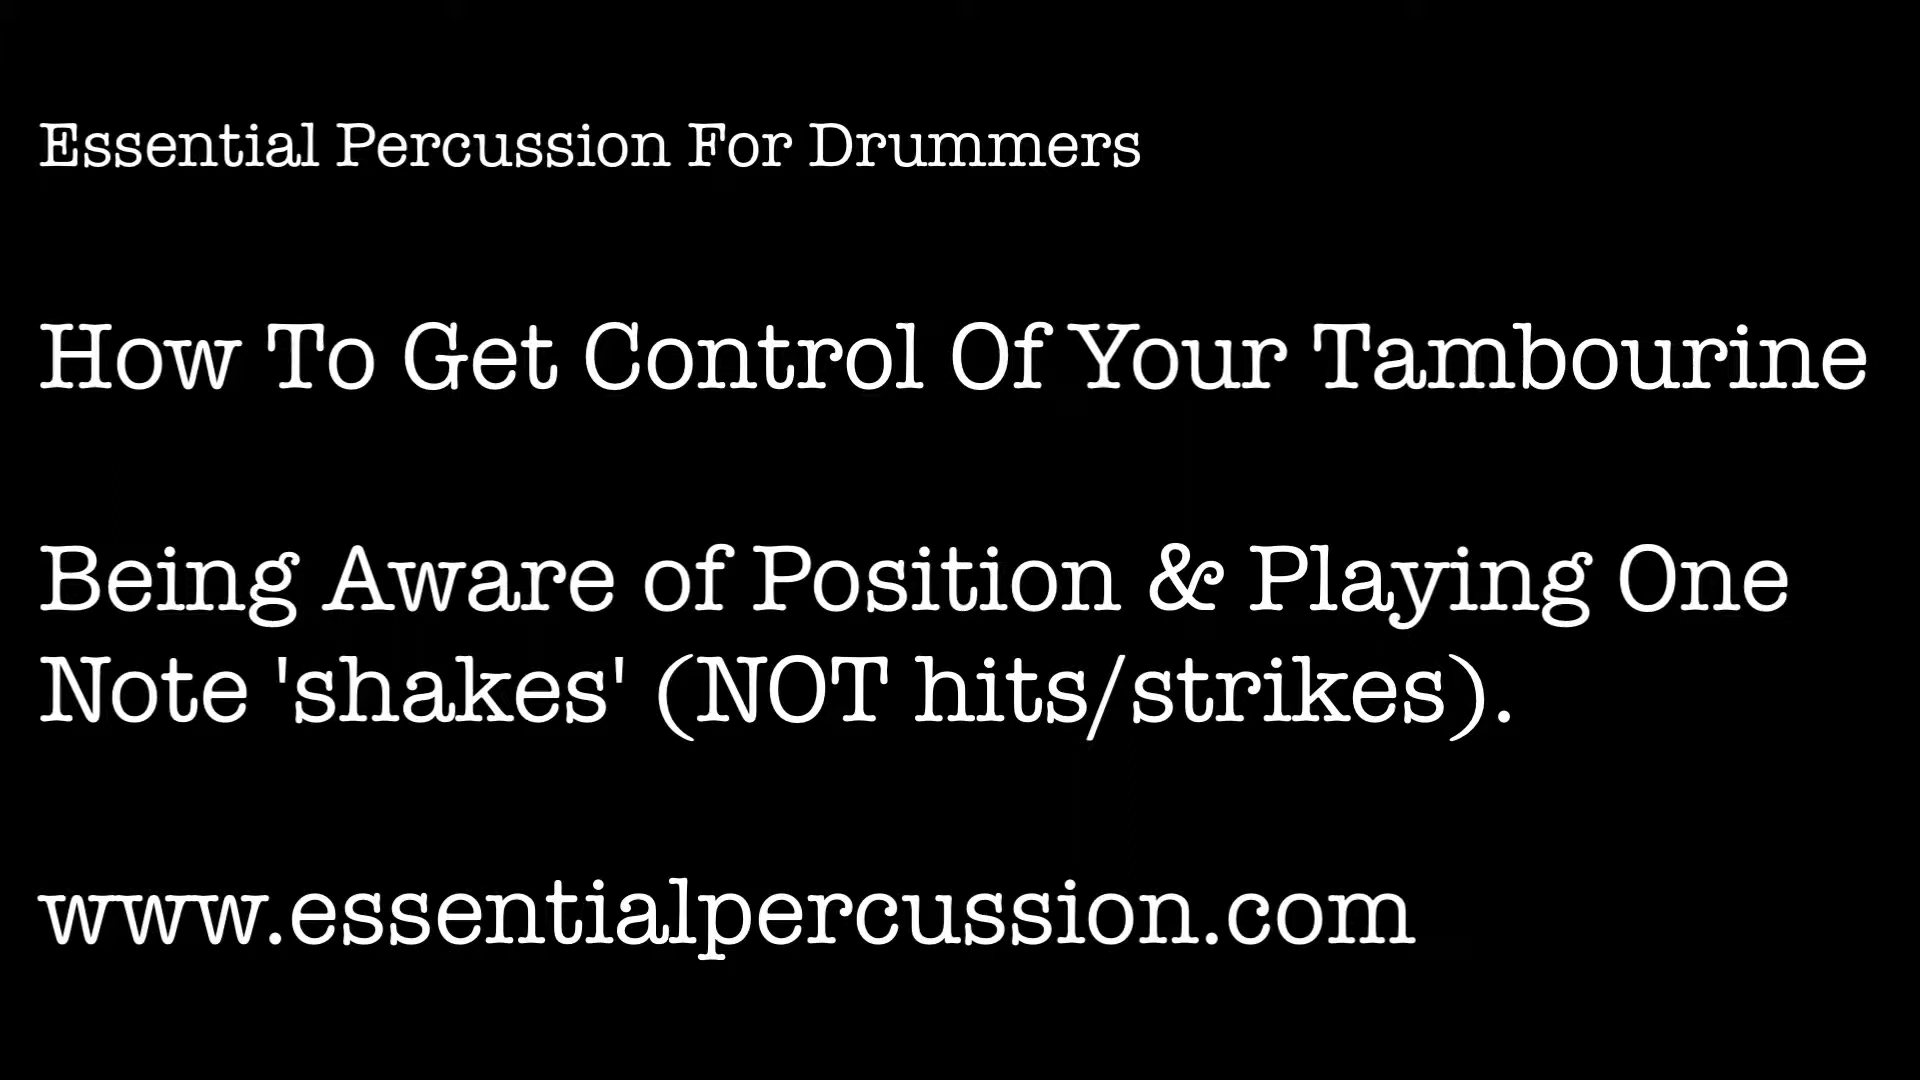 Essential Percussion For Drummers
How To Get Control Of Your Tambourine
Being Aware of Position & Playing One
Note 'shakes' (NOT hits/strikes).
www.essentialpercussion.com